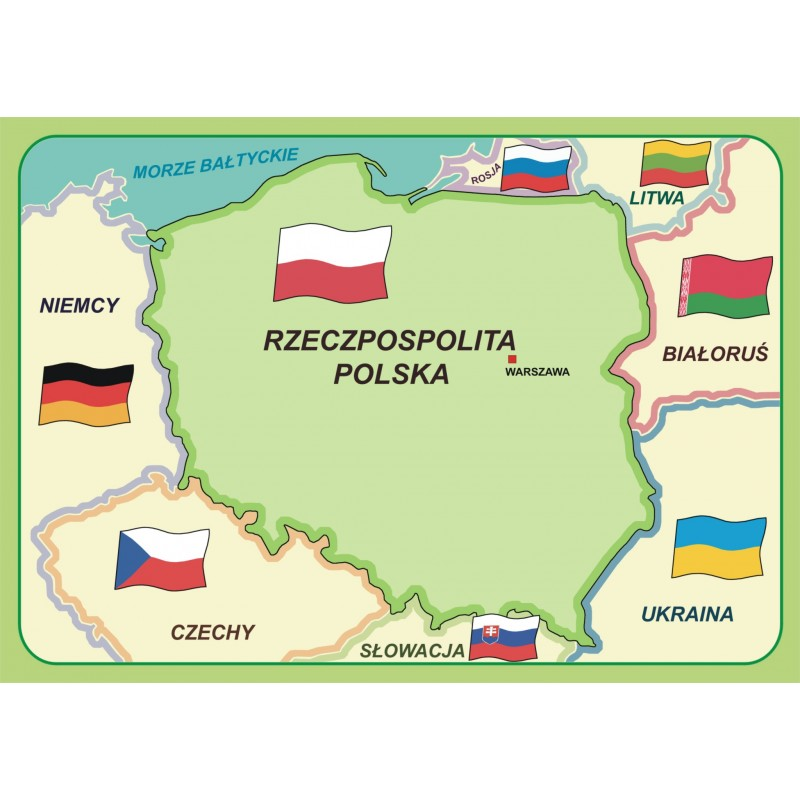 MORZE BAŁTYCKIE
ROSJA
LITWA
NIEMCY
RZECZPOSPOLITA
POLSKA
WARSZAWA
BIAŁORUŚ
CZECHY
SŁOWACJA
UKRAINA